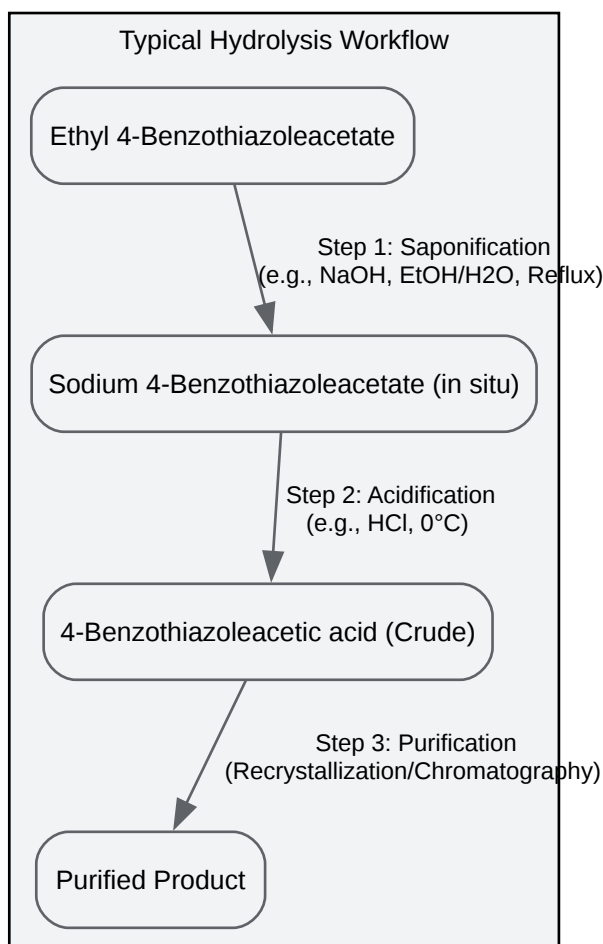 Typical Hydrolysis Workflow
Ethyl 4-Benzothiazoleacetate
Step 1: Saponification
(e.g., NaOH, EtOH/H2O, Reflux)
Sodium 4-Benzothiazoleacetate (in situ)
Step 2: Acidification
(e.g., HCl, 0°C)
4-Benzothiazoleacetic acid (Crude)
Step 3: Purification
(Recrystallization/Chromatography)
Purified Product